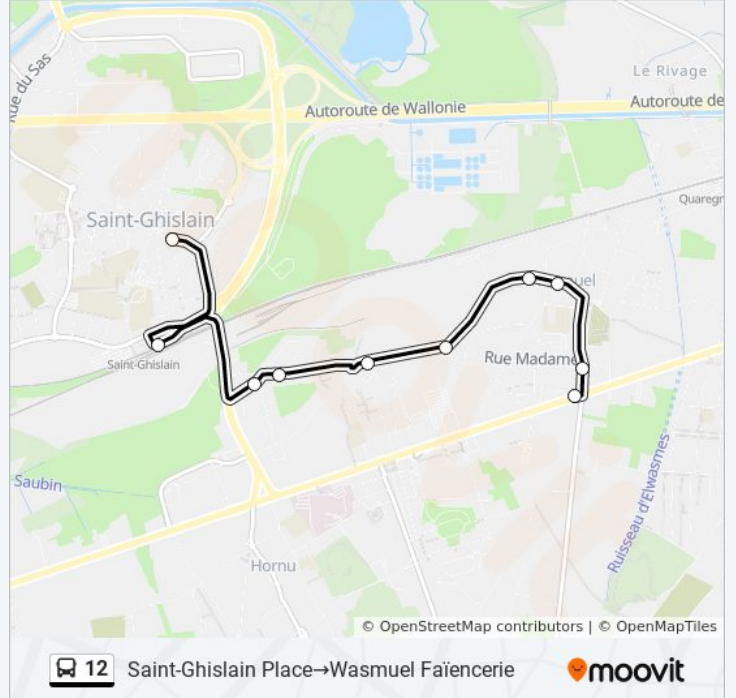 Rue du Sas
Le Rivage
Autoroute de Wallonie
Autoroute de
Quaregn
Saint-Ghislain
uel
Saint-Ghislain
Rue Madame
Saubin
Ruisseau d'Elwasmes
Hornu
© OpenStreetMap contributors | © OpenMapTiles
12 Saint-Ghislain Place→Wasmuel Faïencerie moovit